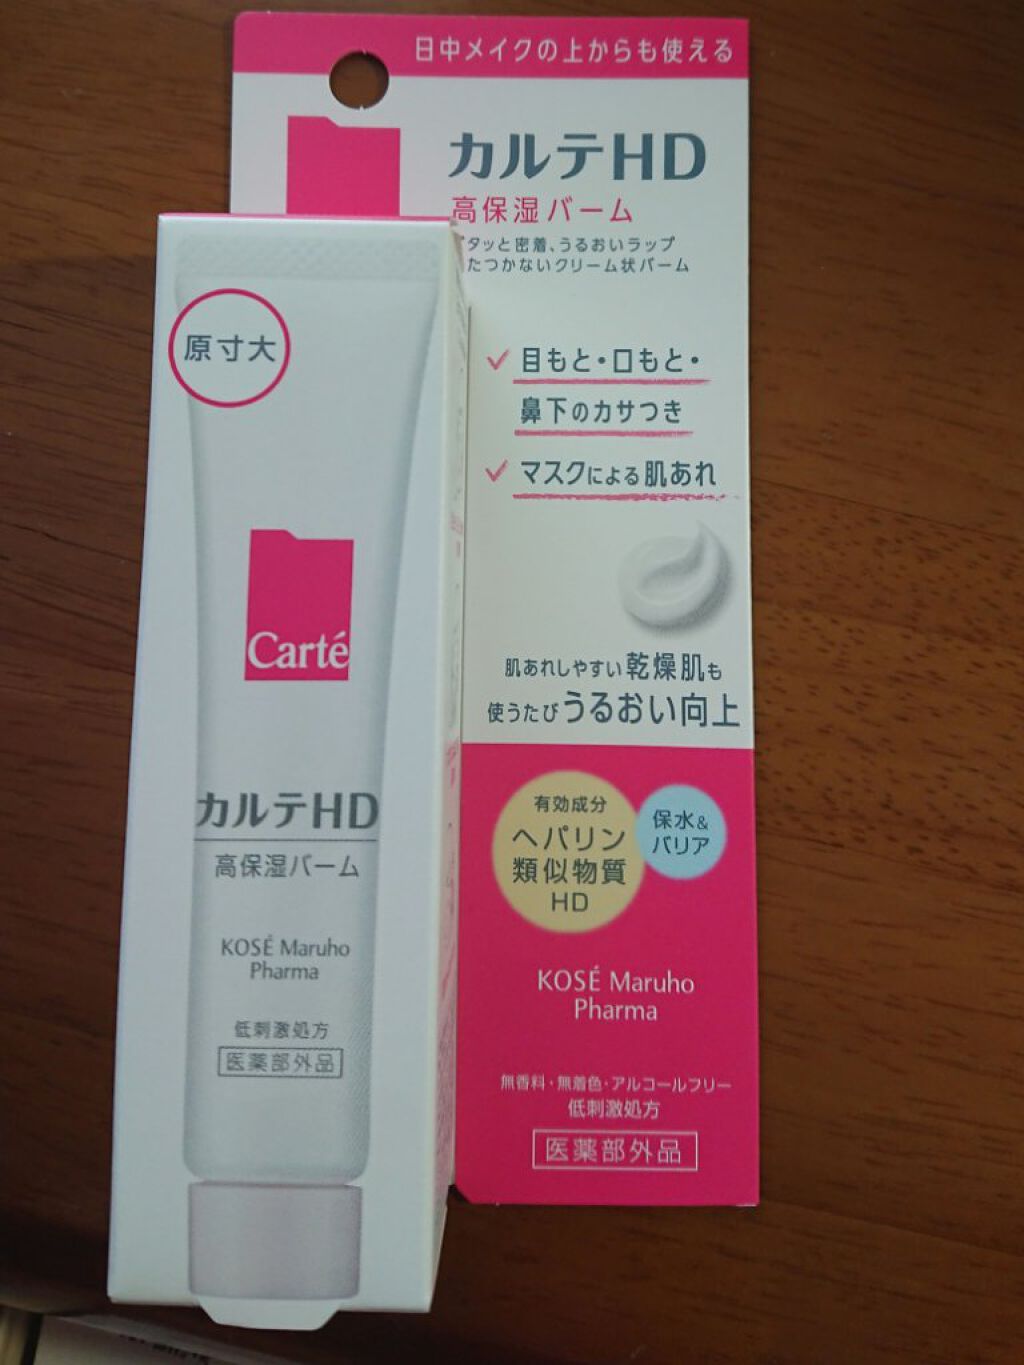 日中メイクの上からも使える
カルテHD
高保湿バーム
タッと密着、うるおいラップ
たつかないクリーム状バーム
目もと・口もと・
鼻下のカサつき
マスクによる肌あれ
肌あれしやすい乾燥肌も
使うたびうるおい向上
有効成分
ヘパリン
類似物質
HD
保水&
バリア
KOSÉ Maruho
Pharma
無香料・無着色・アルコールフリー
低刺激処方
医薬部外品
原寸大
Carté
カルテHD
高保湿バーム
KOSÉ Maruho
Pharma
低刺激処方
医薬部外品